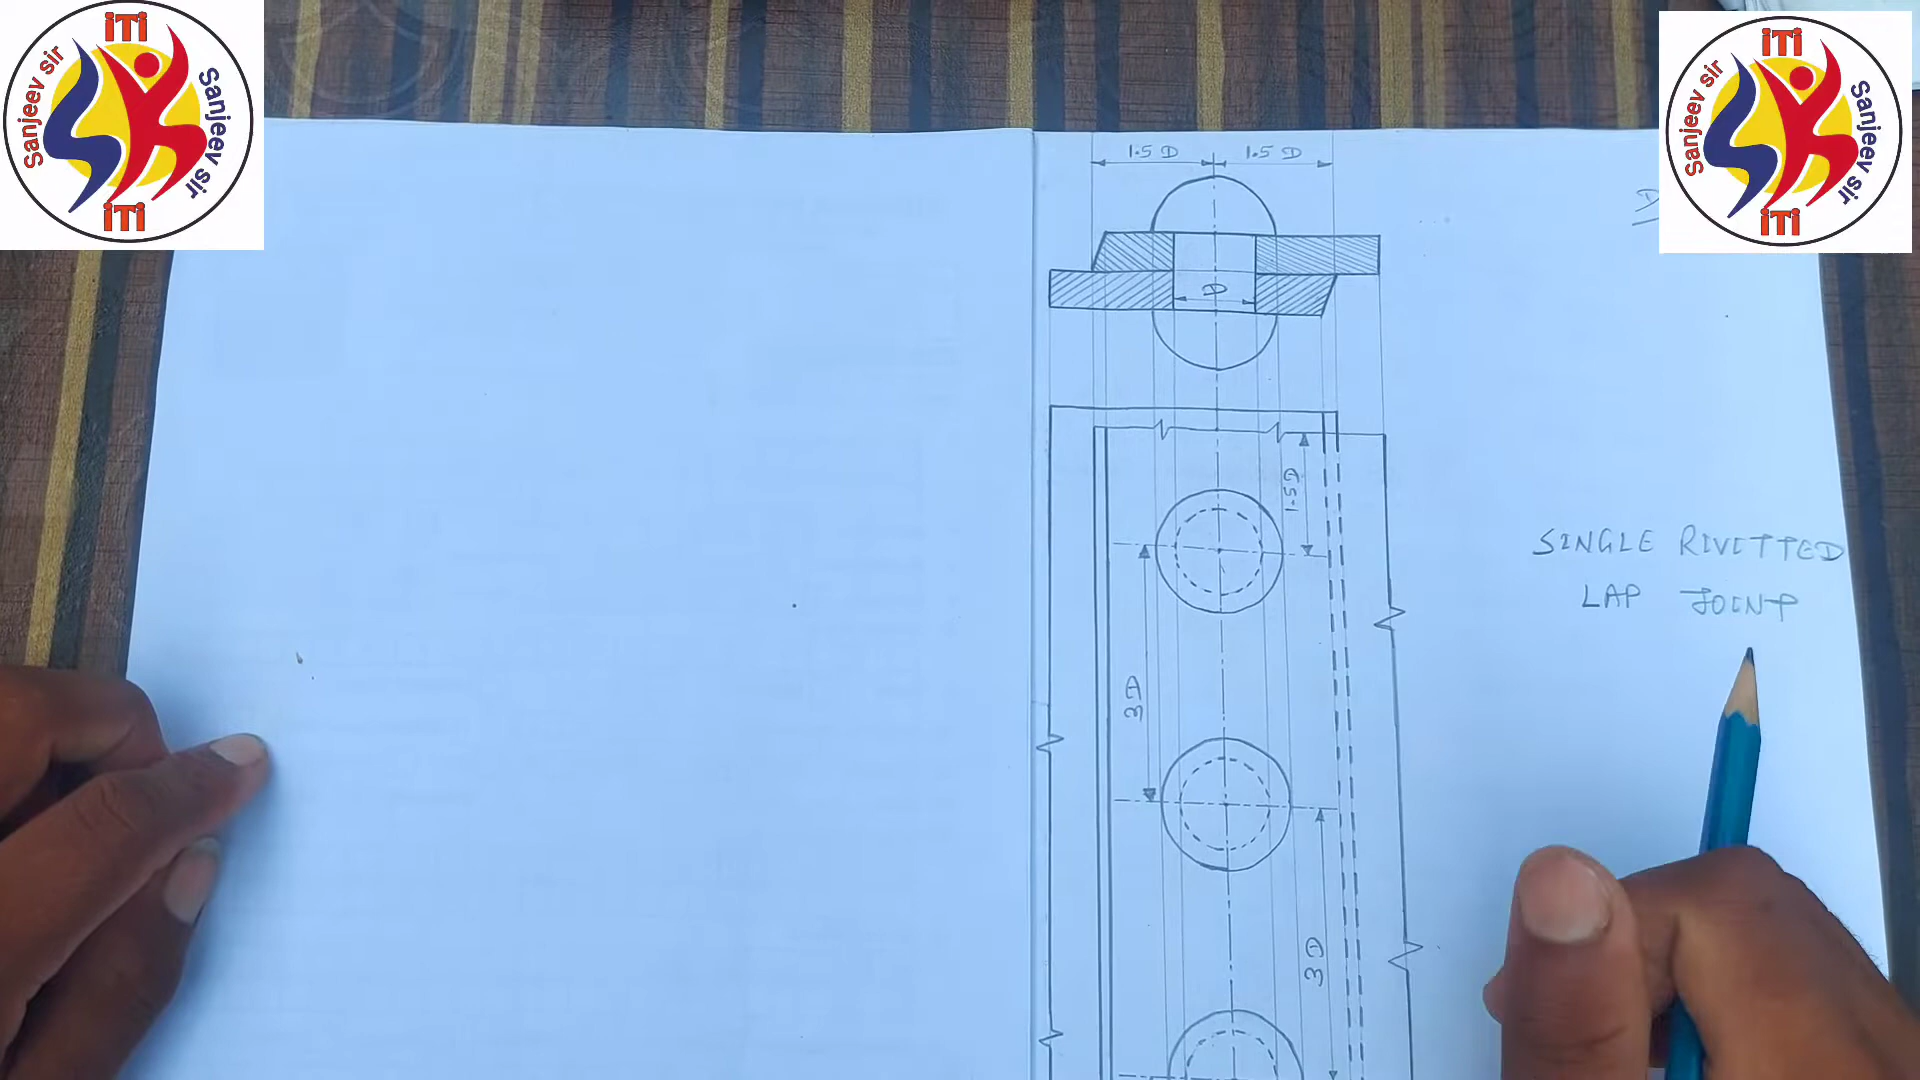 iTi
Sanjeev sir
Sanjeev sir
iTi
iTi
Sanjeev sir
Sanjeev sir
iTi
1.5 D
1.5 D
D
D
1.5D
3D
3D
SINGLE RIVITTED
LAP JOINT